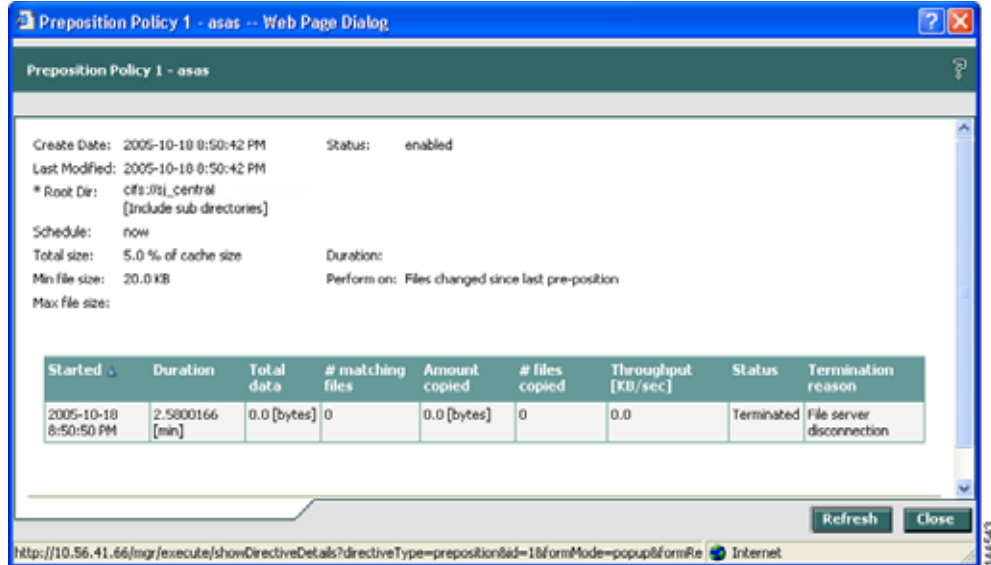 Preposition Policy 1 - asas -- Web Page Dialog
Preposition Policy 1 - asas
Create Date: 2005-10-18 8:50:42 PM Status: enabled
Last Modified: 2005-10-18 8:50:42 PM
* Root Dir: cifs://sj_central
[Include sub directories]
Schedule: now
Total size: 5.0 % of cache size Duration:
Min file size: 20.0 KB Perform on: Files changed since last pre-position
Max file size:
Started Duration Total data # matching files Amount copied # files copied Throughput [KB/sec] Status Termination reason
2005-10-18 8:50:50 PM 2.5800166 [min] 0.0 [bytes] 0 0.0 [bytes] 0 0.0 Terminated File server disconnection
Refresh Close
http://10.56.41.66/mgr/execute/showDirectiveDetails?directiveType=preposition&id=1&formMode=popup&formRe Internet
144543